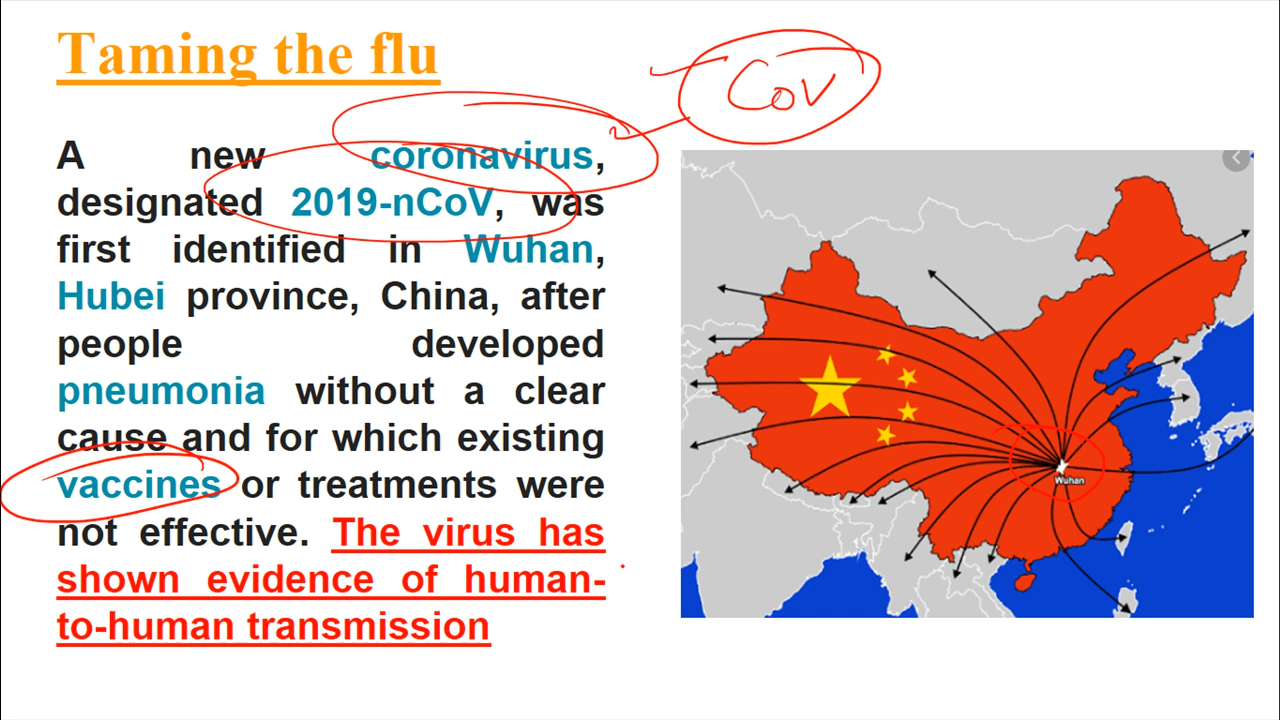 Taming the flu
CoV
A new coronavirus,
designated 2019-nCoV, was
first identified in Wuhan,
Hubei province, China, after
people developed
pneumonia without a clear
cause and for which existing
vaccines or treatments were
not effective. The virus has
shown evidence of human-
to-human transmission
Wuhan